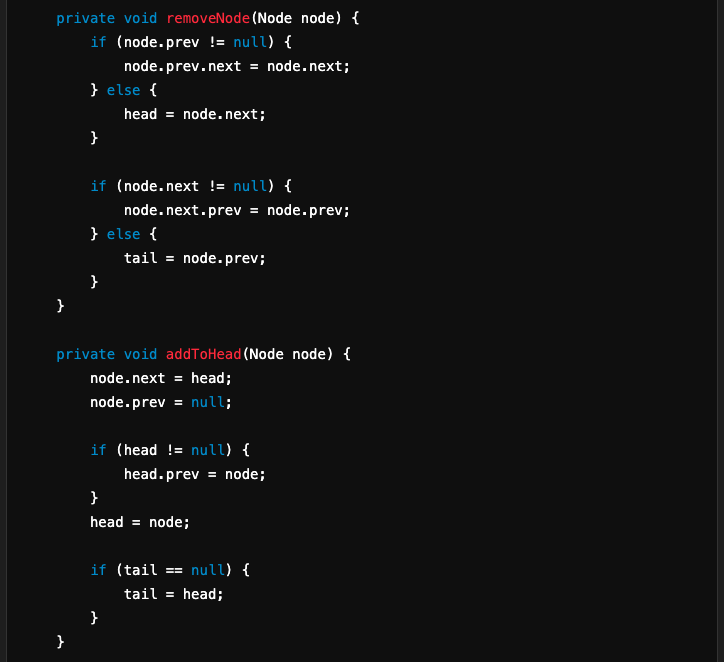 private void removeNode(Node node) {
if (node.prev != null) {
node.prev.next = node.next;
} else {
head = node.next;
}
if (node.next != null) {
node.next.prev = node.prev;
} else {
tail = node.prev;
}
}
private void addToHead(Node node) {
node.next = head;
node.prev = null;
if (head != null) {
head.prev = node;
}
head = node;
if (tail == null) {
tail = head;
}
}